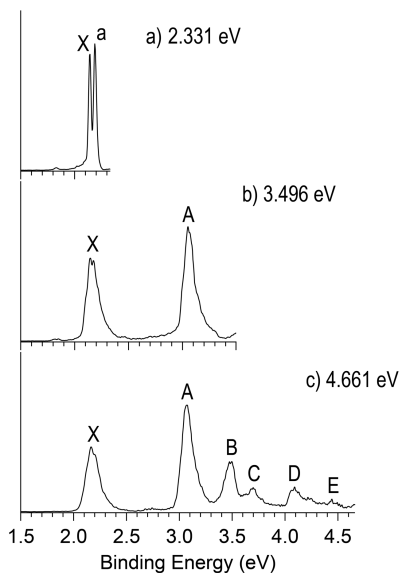 X a a) 2.331 eV
b) 3.496 eV
A
X
c) 4.661 eV
A
X B
C D
E
1.5 2.0 2.5 3.0 3.5 4.0 4.5
Binding Energy (eV)